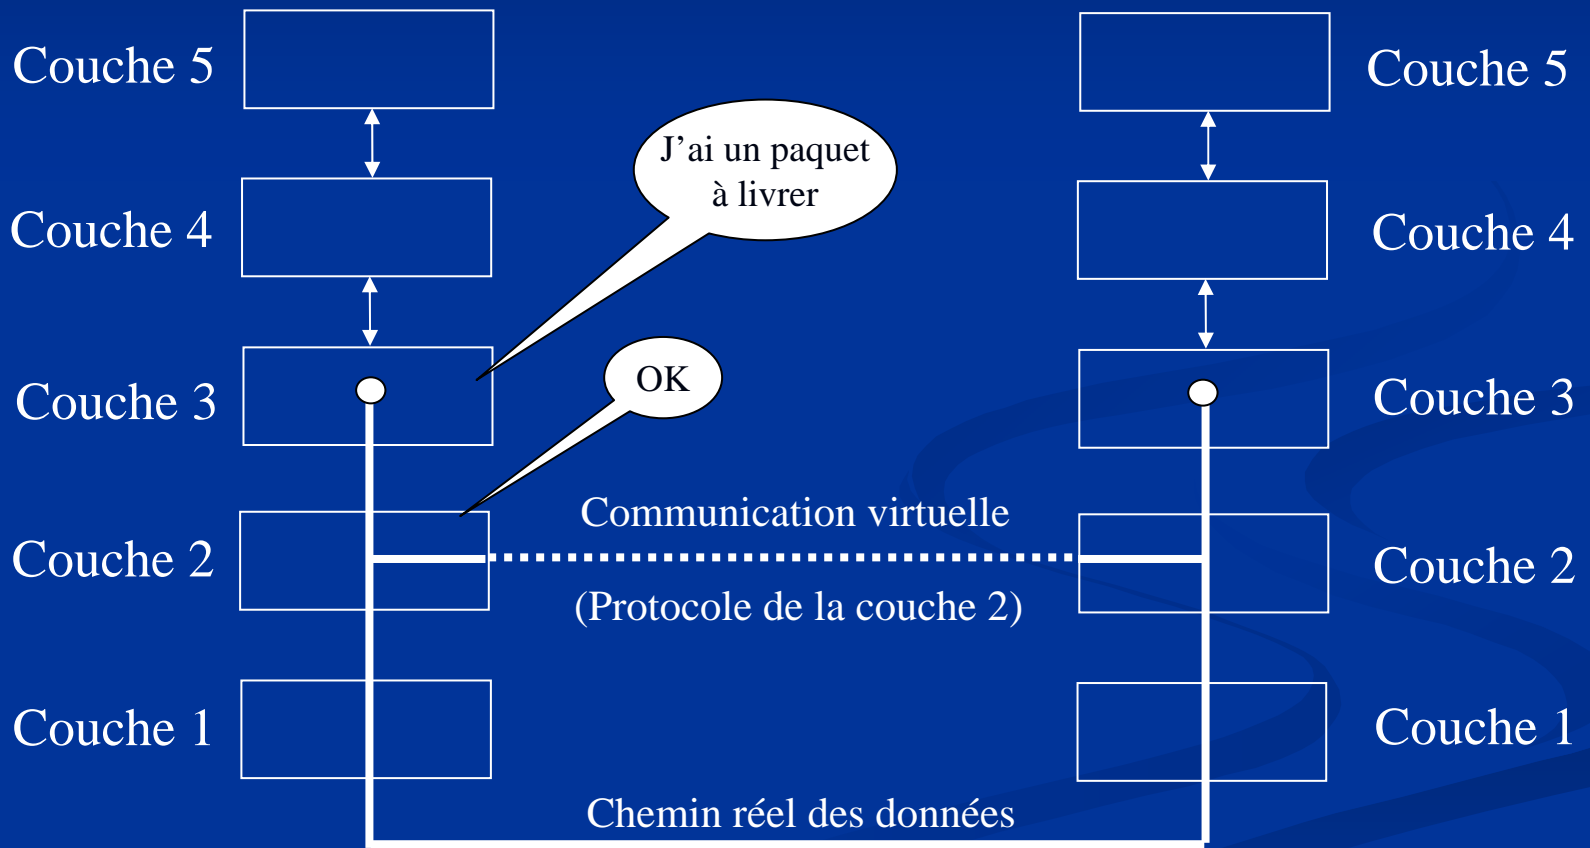 Couche 5
Couche 5
J’ai un paquet
à livrer
Couche 4
Couche 4
OK
Couche 3
Couche 3
Communication virtuelle
Couche 2
Couche 2
(Protocole de la couche 2)
Couche 1
Couche 1
Chemin réel des données